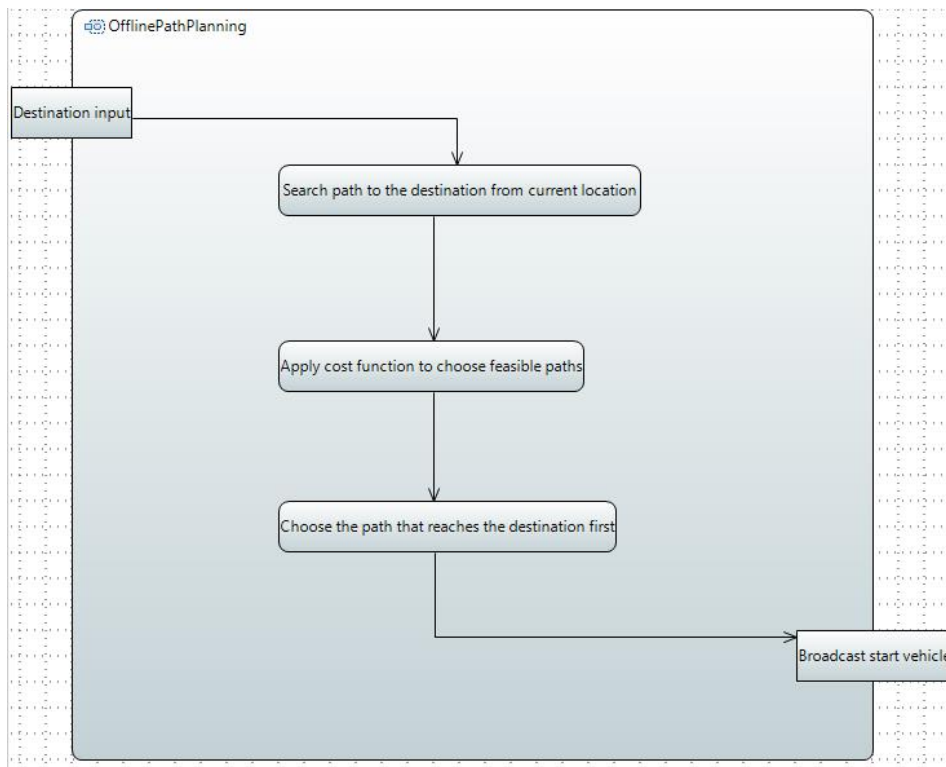 OfflinePathPlanning
Destination input
Search path to the destination from current location
Apply cost function to choose feasible paths
Choose the path that reaches the destination first
Broadcast start vehicle